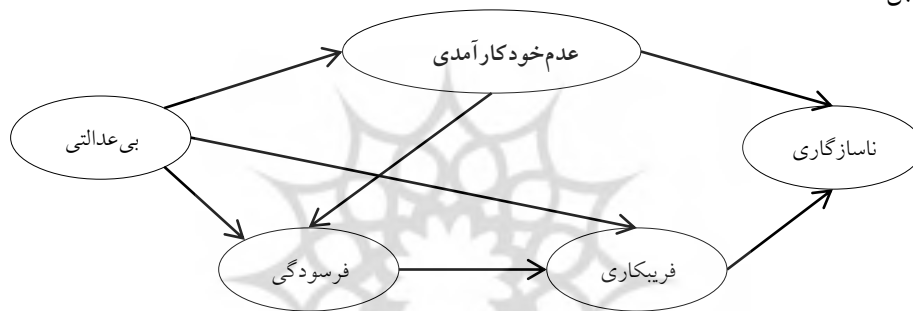 عدم‌خودکارآمدی
بی‌عدالتی
ناسازگاری
فرسودگی
فریبکاری